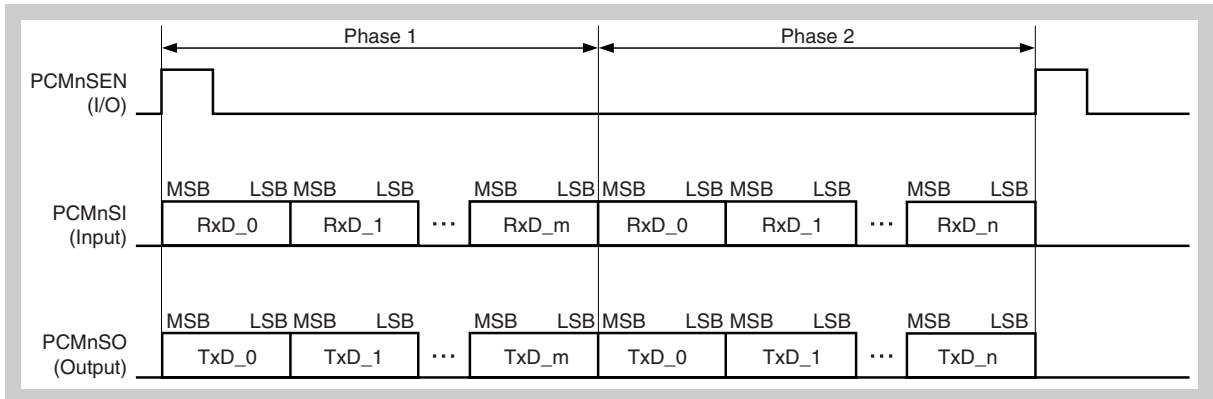 Phase 1 Phase 2
PCMnSEN
(I/O)
MSB LSB MSB LSB MSB LSB MSB LSB MSB LSB MSB LSB
PCMnSI
(Input)
RxD_0 RxD_1 ··· RxD_m RxD_0 RxD_1 ··· RxD_n
MSB LSB MSB LSB MSB LSB MSB LSB MSB LSB MSB LSB
PCMnSO
(Output)
TxD_0 TxD_1 ··· TxD_m TxD_0 TxD_1 ··· TxD_n